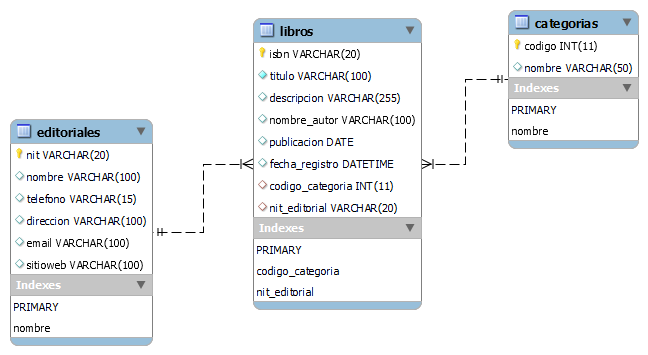 editoriales
nit VARCHAR(20)
nombre VARCHAR(100)
telefono VARCHAR(15)
direccion VARCHAR(100)
email VARCHAR(100)
sitioweb VARCHAR(100)
Indexes
PRIMARY
nombre
libros
isbn VARCHAR(20)
titulo VARCHAR(100)
descripcion VARCHAR(255)
nombre_autor VARCHAR(100)
publicacion DATE
fecha_registro DATETIME
codigo_categoria INT(11)
nit_editorial VARCHAR(20)
Indexes
PRIMARY
codigo_categoria
nit_editorial
categorias
codigo INT(11)
nombre VARCHAR(50)
Indexes
PRIMARY
nombre